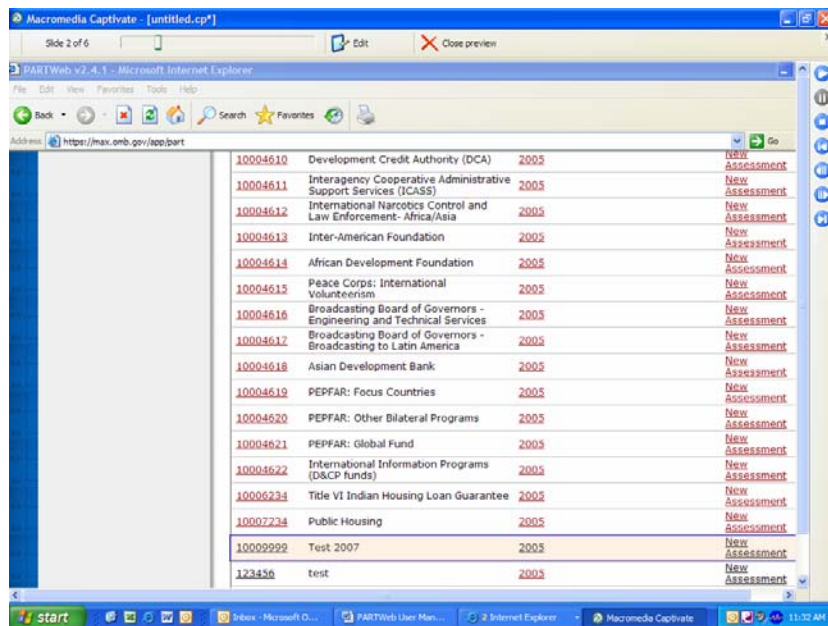 Macromedia Captivate - [untitled.cp*]
Slide 2 of 6 Edit Close preview
PARTWeb v2.4.1 - Microsoft Internet Explorer
File Edit View Favorites Tools Help
Back Search Favorites
Address https://max.omb.gov/app/part Go
10004610 Development Credit Authority (DCA) 2005 New Assessment
10004611 Interagency Cooperative Administrative Support Services (ICASS) 2005 New Assessment
10004612 International Narcotics Control and Law Enforcement- Africa/Asia 2005 New Assessment
10004613 Inter-American Foundation 2005 New Assessment
10004614 African Development Foundation 2005 New Assessment
10004615 Peace Corps: International Volunteerism 2005 New Assessment
10004616 Broadcasting Board of Governors - Engineering and Technical Services 2005 New Assessment
10004617 Broadcasting Board of Governors - Broadcasting to Latin America 2005 New Assessment
10004618 Asian Development Bank 2005 New Assessment
10004619 PEPFAR: Focus Countries 2005 New Assessment
10004620 PEPFAR: Other Bilateral Programs 2005 New Assessment
10004621 PEPFAR: Global Fund 2005 New Assessment
10004622 International Information Programs (D&CP funds) 2005 New Assessment
10006234 Title VI Indian Housing Loan Guarantee 2005 New Assessment
10007234 Public Housing 2005 New Assessment
10009999 Test 2007 2005 New Assessment
123456 test 2005 New Assessment
start Inbox - Microsoft O... PARTWeb User Man... 2 Internet Explorer Macromedia Captivate 11:32 AM